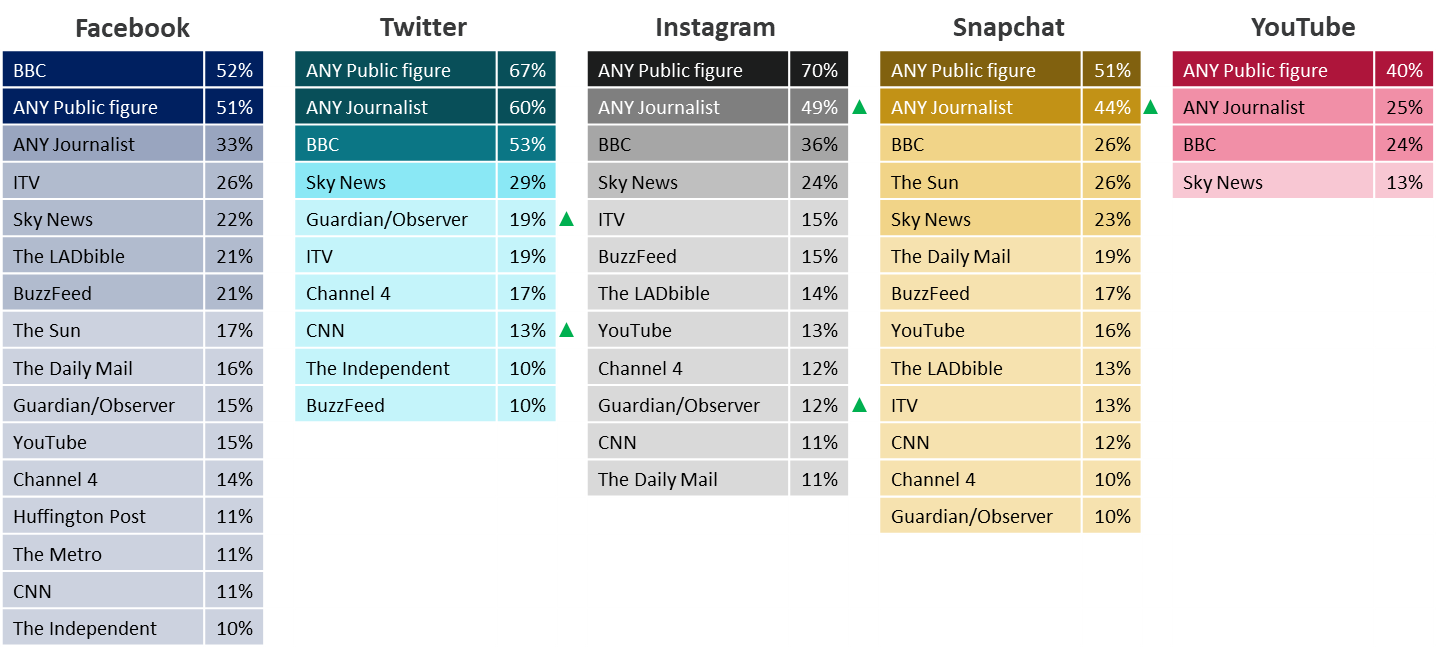 Facebook
BBC 52%
ANY Public figure 51%
ANY Journalist 33%
ITV 26%
Sky News 22%
The LADbible 21%
BuzzFeed 21%
The Sun 17%
The Daily Mail 16%
Guardian/Observer 15%
YouTube 15%
Channel 4 14%
Huffington Post 11%
The Metro 11%
CNN 11%
The Independent 10%
Twitter
ANY Public figure 67%
ANY Journalist 60%
BBC 53%
Sky News 29%
Guardian/Observer 19%
ITV 19%
Channel 4 17%
CNN 13%
The Independent 10%
BuzzFeed 10%
Instagram
ANY Public figure 70%
ANY Journalist 49%
BBC 36%
Sky News 24%
ITV 15%
BuzzFeed 15%
The LADbible 14%
YouTube 13%
Channel 4 12%
Guardian/Observer 12%
CNN 11%
The Daily Mail 11%
Snapchat
ANY Public figure 51%
ANY Journalist 44%
BBC 26%
The Sun 26%
Sky News 23%
The Daily Mail 19%
BuzzFeed 17%
YouTube 16%
The LADbible 13%
ITV 13%
CNN 12%
Channel 4 10%
Guardian/Observer 10%
YouTube
ANY Public figure 40%
ANY Journalist 25%
BBC 24%
Sky News 13%